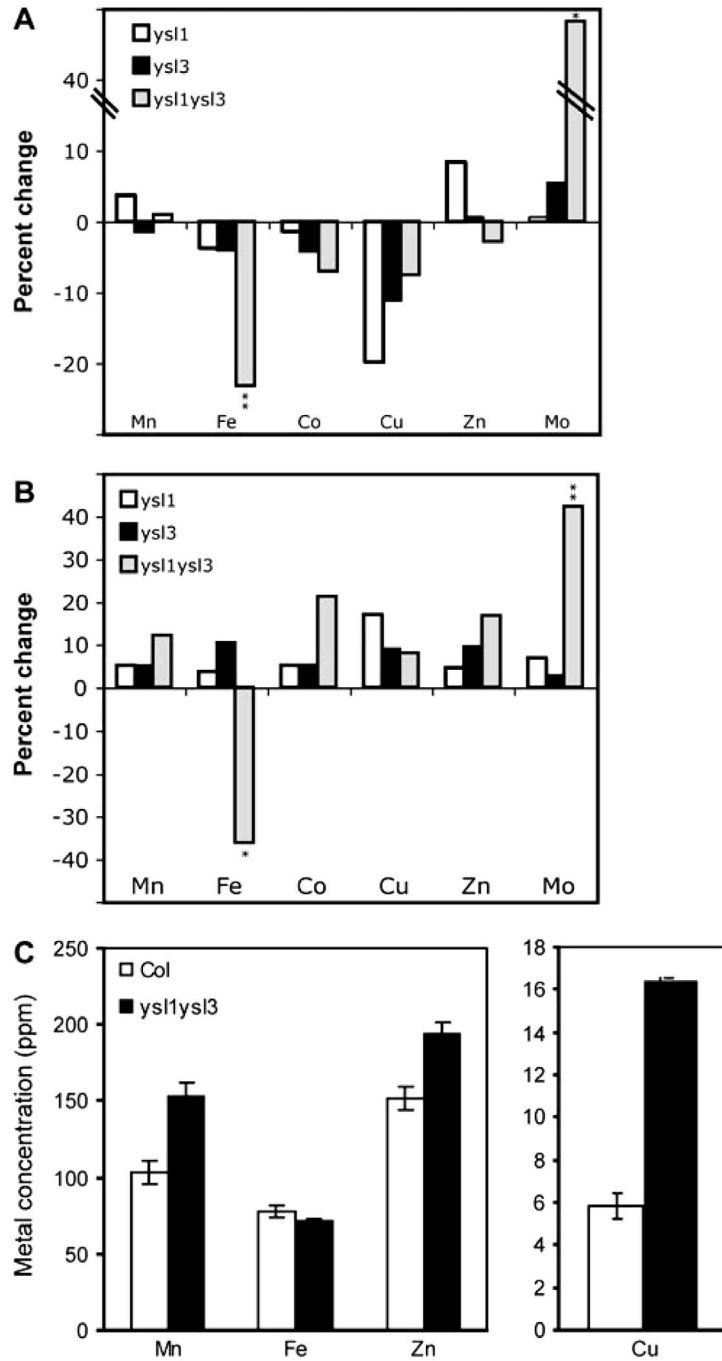 A
ysl1
ysl3
ysl1ysl3
Percent change
40
10
0
-10
-20
*
**
Mn Fe Co Cu Zn Mo
B
ysl1
ysl3
ysl1ysl3
Percent change
40
30
20
10
0
-10
-20
-30
-40
**
*
Mn Fe Co Cu Zn Mo
C
Col
ysl1ysl3
Metal concentration (ppm)
250
200
150
100
50
0
Mn Fe Zn
18
16
14
12
10
8
6
4
2
0
Cu